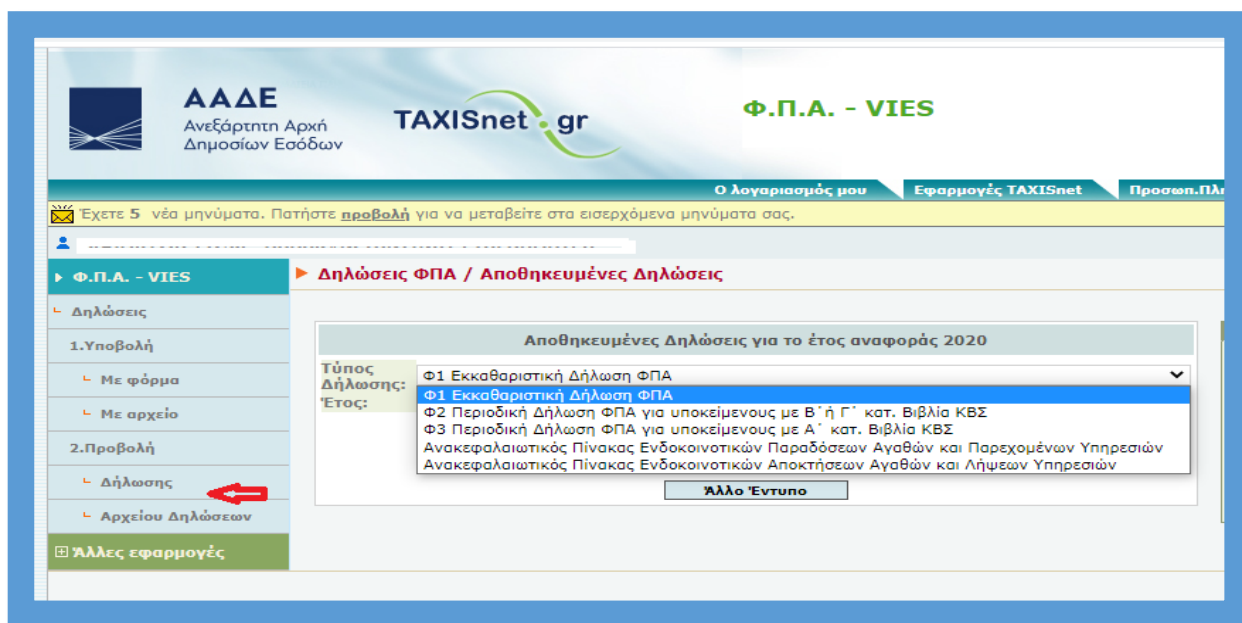 ΑΑΔΕ
Ανεξάρτητη Αρχή
Δημοσίων Εσόδων
TAXISnet gr
Φ.Π.Α. - VIES
Ο λογαριασμός μου
Εφαρμογές TAXISnet
Προσωπ.Πλη
Έχετε 5 νέα μηνύματα. Πατήστε προβολή για να μεταβείτε στα εισερχόμενα μηνύματα σας.
Φ.Π.Α. - VIES
Δηλώσεις
1.Υποβολή
Με φόρμα
Με αρχείο
2.Προβολή
Δήλωσης
Αρχείου Δηλώσεων
Άλλες εφαρμογές
Δηλώσεις ΦΠΑ / Αποθηκευμένες Δηλώσεις
Αποθηκευμένες Δηλώσεις για το έτος αναφοράς 2020
Τύπος
Δήλωσης:
Φ1 Εκκαθαριστική Δήλωση ΦΠΑ
Έτος:
Φ1 Εκκαθαριστική Δήλωση ΦΠΑ
Φ2 Περιοδική Δήλωση ΦΠΑ για υποκείμενους με Β΄ή Γ΄ κατ. Βιβλία ΚΒΣ
Φ3 Περιοδική Δήλωση ΦΠΑ για υποκείμενους με Α΄ κατ. Βιβλία ΚΒΣ
Ανακεφαλαιωτικός Πίνακας Ενδοκοινοτικών Παραδόσεων Αγαθών και Παρεχομένων Υπηρεσιών
Ανακεφαλαιωτικός Πίνακας Ενδοκοινοτικών Αποκτήσεων Αγαθών και Λήψεων Υπηρεσιών
Άλλο Έντυπο